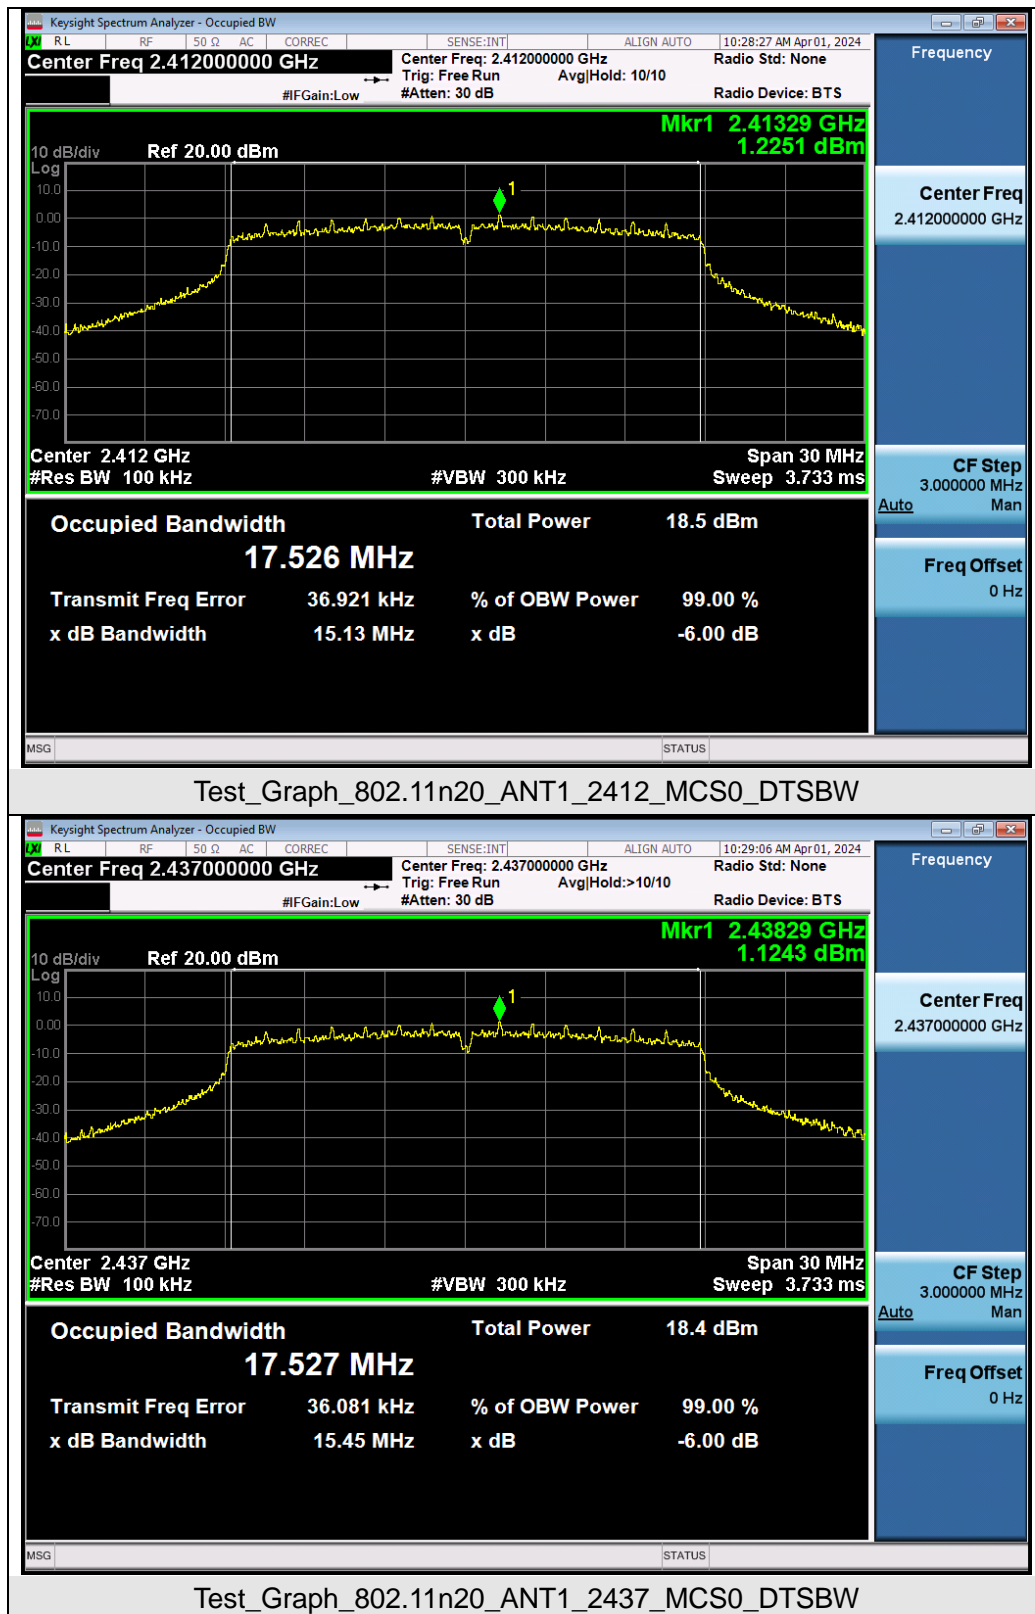 Keysight Spectrum Analyzer - Occupied BW
LXI RL RF 50 Ω AC CORREC SENSE:INT ALIGN AUTO 10:28:27 AM Apr 01, 2024
Center Freq 2.412000000 GHz
Center Freq: 2.412000000 GHz
Radio Std: None
Trig: Free Run Avg|Hold: 10/10
#IFGain:Low
#Atten: 30 dB
Radio Device: BTS
Frequency
Mkr1 2.41329 GHz
1.2251 dBm
10 dB/div Ref 20.00 dBm
Log
10.0
0.00
-10.0
-20.0
-30.0
-40.0
-50.0
-60.0
-70.0
1
Center 2.412 GHz Span 30 MHz
#Res BW 100 kHz #VBW 300 kHz Sweep 3.733 ms
Center Freq
2.412000000 GHz
CF Step
3.000000 MHz
Auto Man
Freq Offset
0 Hz
Occupied Bandwidth Total Power 18.5 dBm
17.526 MHz
Transmit Freq Error 36.921 kHz % of OBW Power 99.00 %
x dB Bandwidth 15.13 MHz x dB -6.00 dB
MSG STATUS
Test_Graph_802.11n20_ANT1_2412_MCS0_DTSBW
Keysight Spectrum Analyzer - Occupied BW
LXI RL RF 50 Ω AC CORREC SENSE:INT ALIGN AUTO 10:29:06 AM Apr 01, 2024
Center Freq 2.437000000 GHz
Center Freq: 2.437000000 GHz
Radio Std: None
Trig: Free Run Avg|Hold:>10/10
#IFGain:Low
#Atten: 30 dB
Radio Device: BTS
Frequency
Mkr1 2.43829 GHz
1.1243 dBm
10 dB/div Ref 20.00 dBm
Log
10.0
0.00
-10.0
-20.0
-30.0
-40.0
-50.0
-60.0
-70.0
1
Center 2.437 GHz Span 30 MHz
#Res BW 100 kHz #VBW 300 kHz Sweep 3.733 ms
Center Freq
2.437000000 GHz
CF Step
3.000000 MHz
Auto Man
Freq Offset
0 Hz
Occupied Bandwidth Total Power 18.4 dBm
17.527 MHz
Transmit Freq Error 36.081 kHz % of OBW Power 99.00 %
x dB Bandwidth 15.45 MHz x dB -6.00 dB
MSG STATUS
Test_Graph_802.11n20_ANT1_2437_MCS0_DTSBW